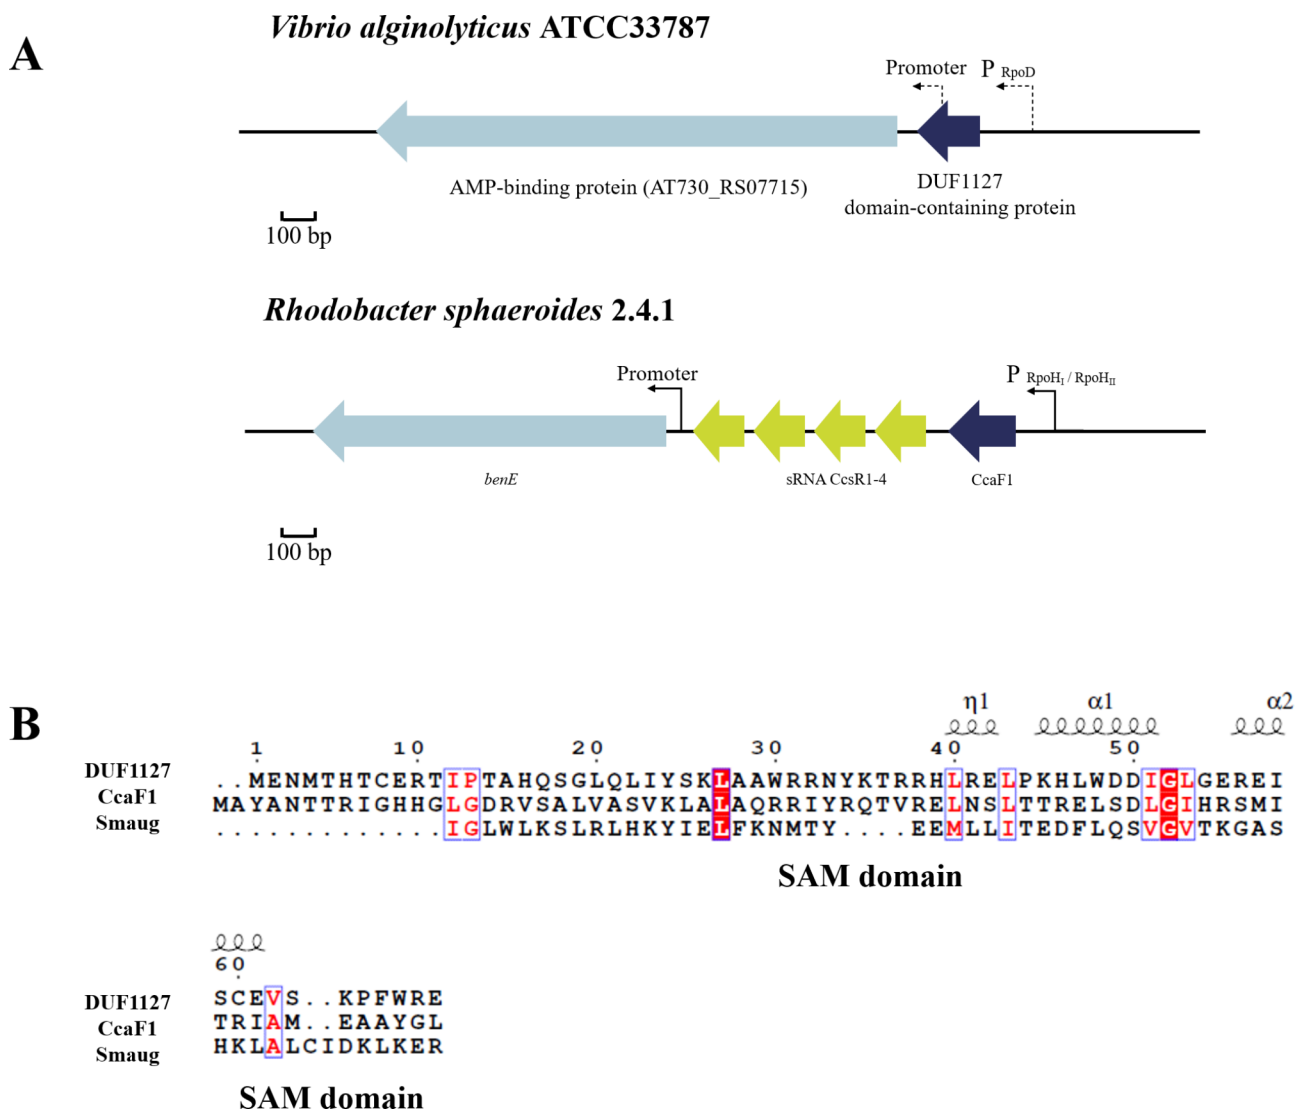 A
Vibrio alginolyticus ATCC33787
Promoter P RpoD
AMP-binding protein (AT730_RS07715)
DUF1127
domain-containing protein
100 bp
Rhodobacter sphaeroides 2.4.1
Promoter
P RpoHI / RpoHII
benE
sRNA CcsR1-4
CcaF1
100 bp
B
η1 α1 α2
1 10 20 30 40 50
DUF1127 ..MENMTHTCERTIPTAHQSGLQLIYSKLAAWRRNYKTRRHLRELPKHLWDDIGLGEREI
CcaF1 MAYANTTRIGHHGLGDRVSALVASVKLALAQRRIYRQTVRELNSLTTRELSDLGIHRSMI
Smaug .............IGLWLKSLRLHKYIELFKNMTY....EEMLLITEDFLQSVGVTKGAS
SAM domain
60
DUF1127 SCEVS..KPFWRE
CcaF1 TRIAM..EAAYGL
Smaug HKLALCIDKLKER
SAM domain